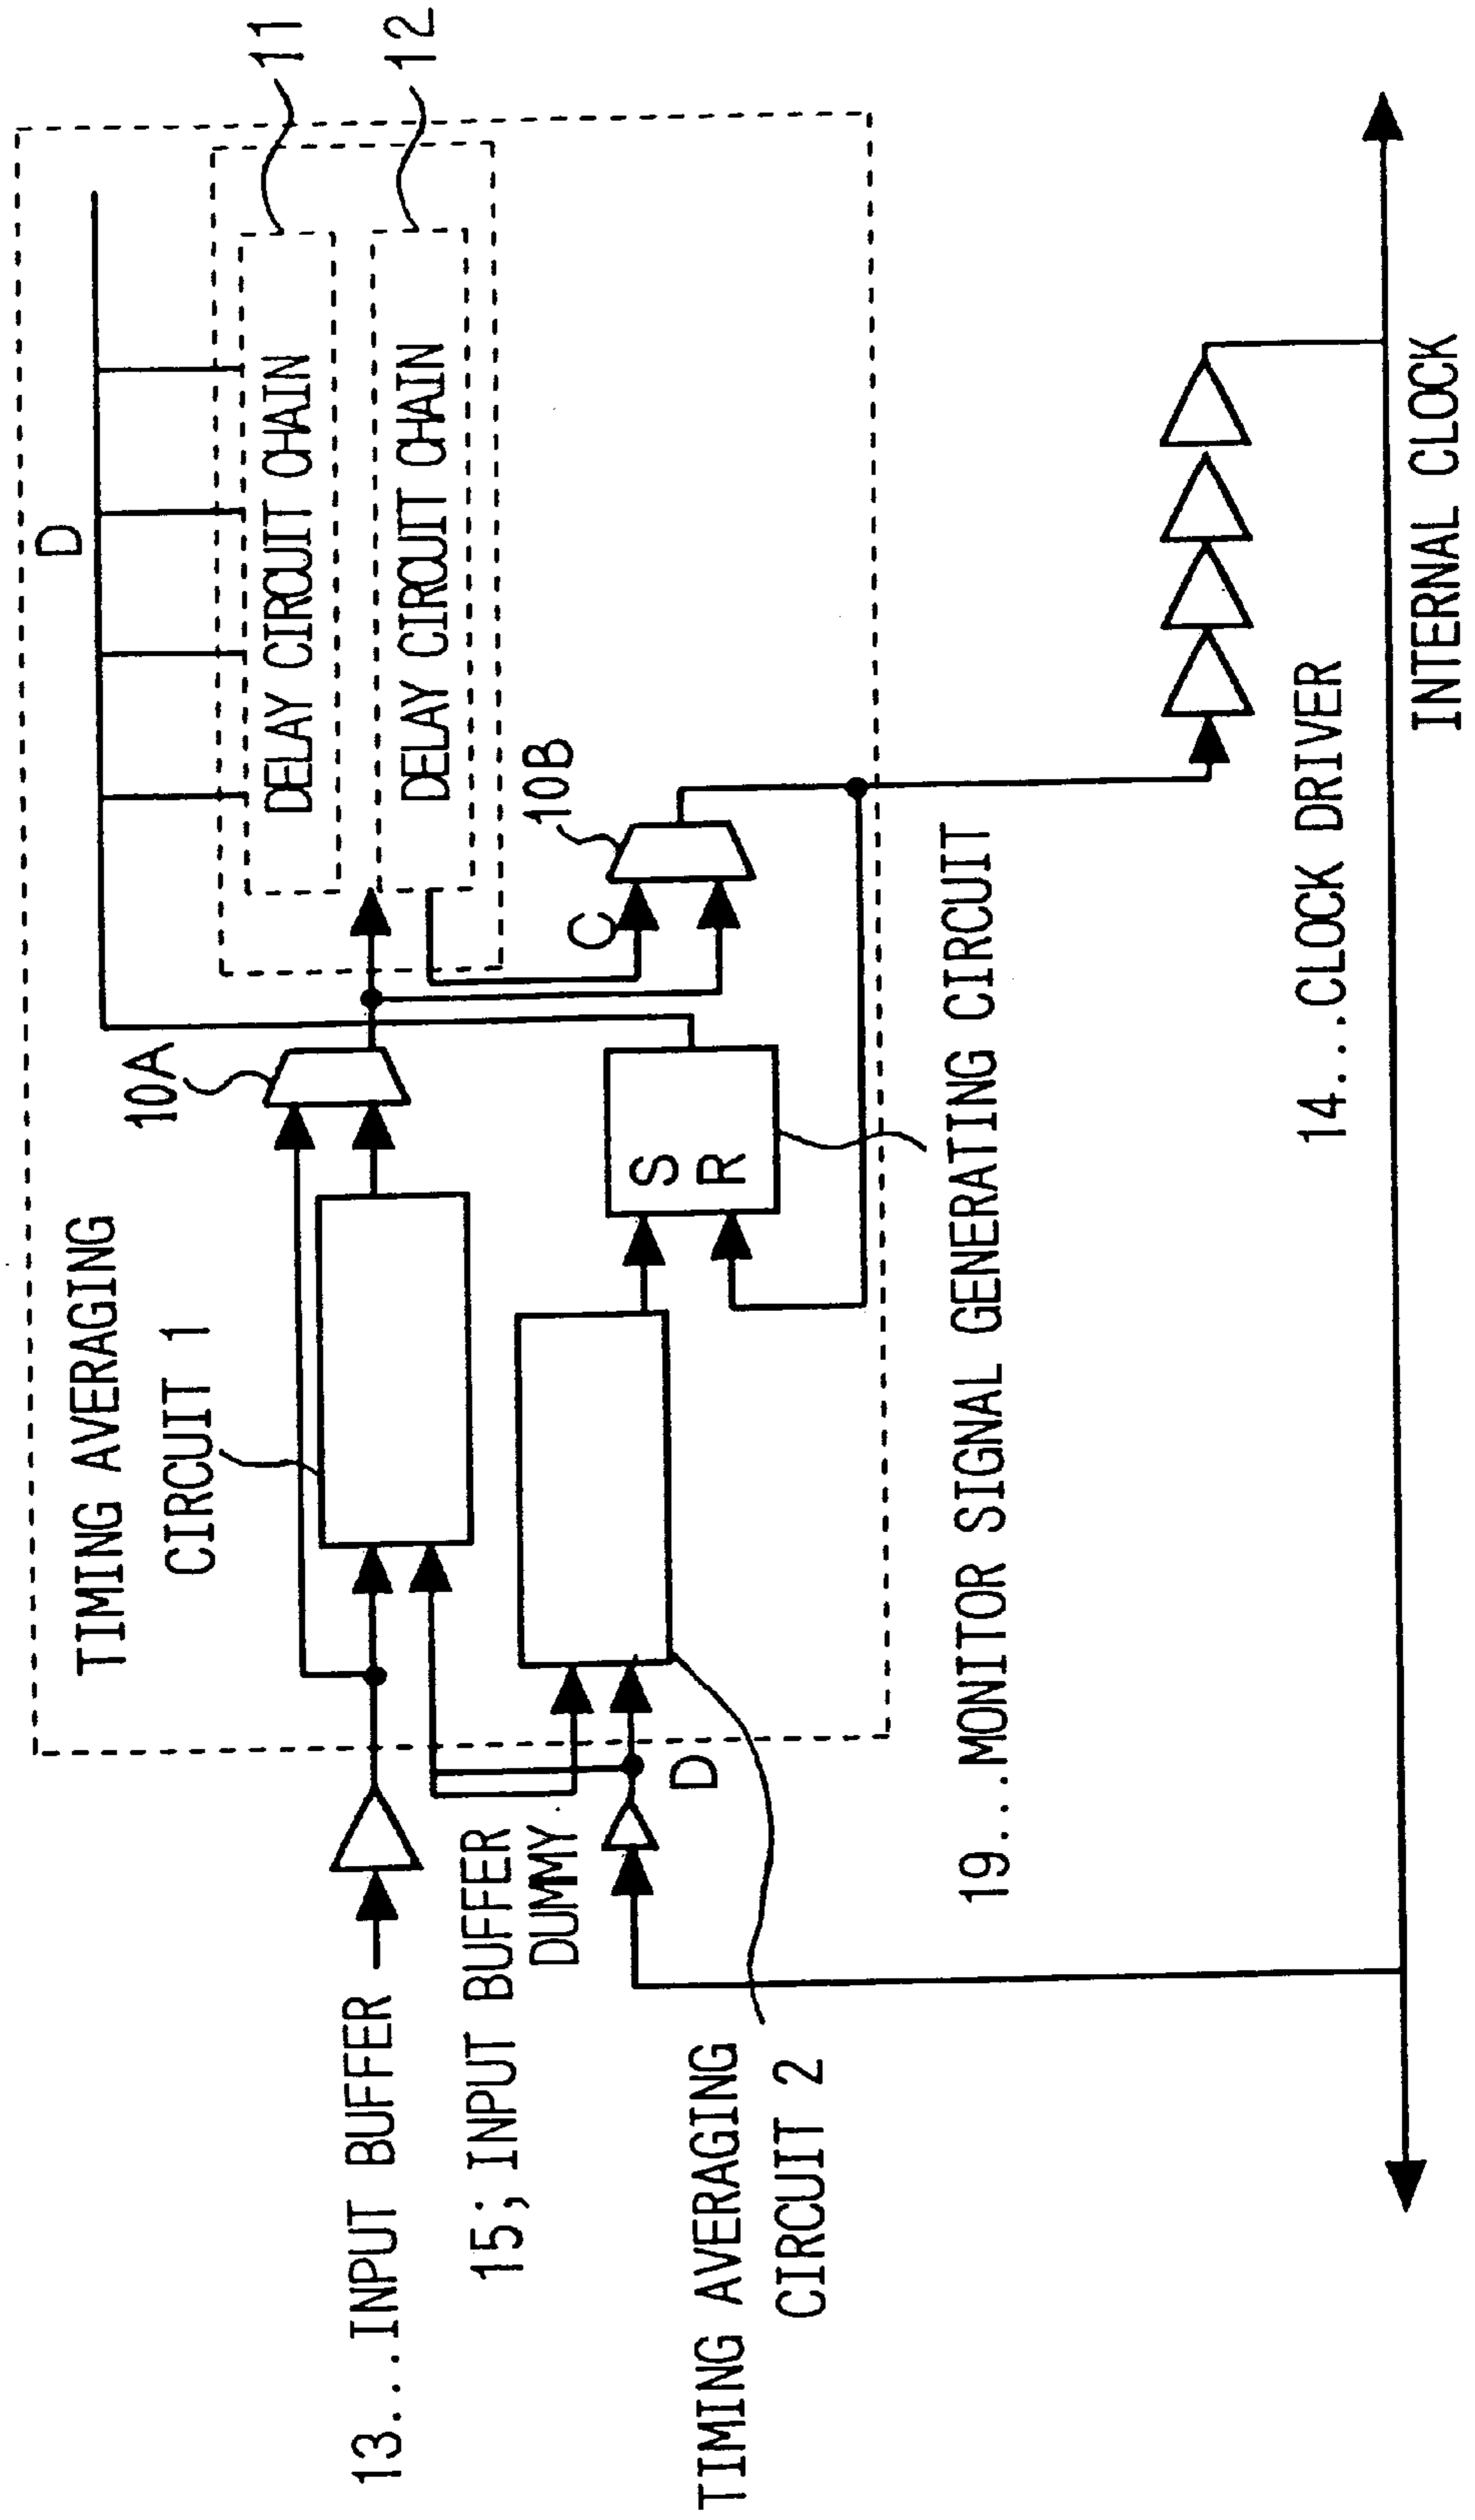 D
11
12
DELAY CIRCUIT CHAIN
DELAY CIRCUIT CHAIN
10A
TIMING AVERAGING
CIRCUIT 1
10B
C
S
R
13...INPUT BUFFER
15;INPUT BUFFER
DUMMY
D
TIMING AVERAGING
CIRCUIT 2
19...MONITOR SIGNAL GENERATING CIRCUIT
14...CLOCK DRIVER
INTERNAL CLOCK